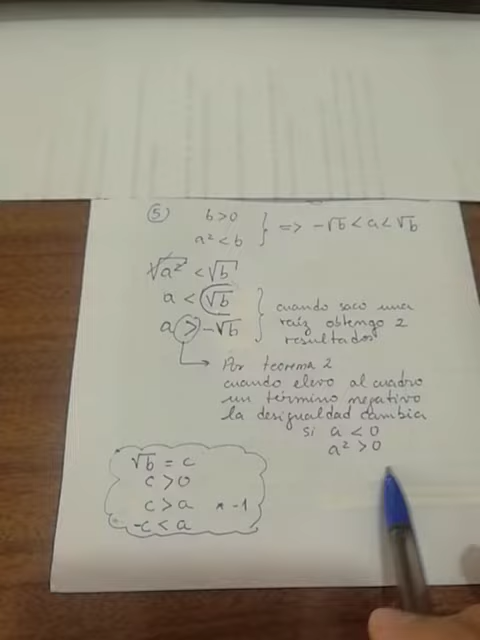 5 b > 0
a² < b } => -√b < a < √b
√a² < √b
a < √b
a > -√b
cuando saco una
raíz obtengo 2
resultados
Por teorema 2
cuando elevo al cuadro
un término negativo
la desigualdad cambia
si a < 0
a² > 0
√b = c
c > 0
c > a * -1
-c < a